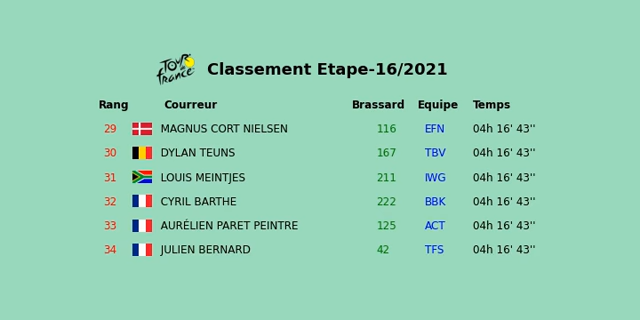 TOUR
de
france
Classement Etape-16/2021
Rang Courreur Brassard Equipe Temps
29 MAGNUS CORT NIELSEN 116 EFN 04h 16' 43''
30 DYLAN TEUNS 167 TBV 04h 16' 43''
31 LOUIS MEINTJES 211 IWG 04h 16' 43''
32 CYRIL BARTHE 222 BBK 04h 16' 43''
33 AURÉLIEN PARET PEINTRE 125 ACT 04h 16' 43''
34 JULIEN BERNARD 42 TFS 04h 16' 43''